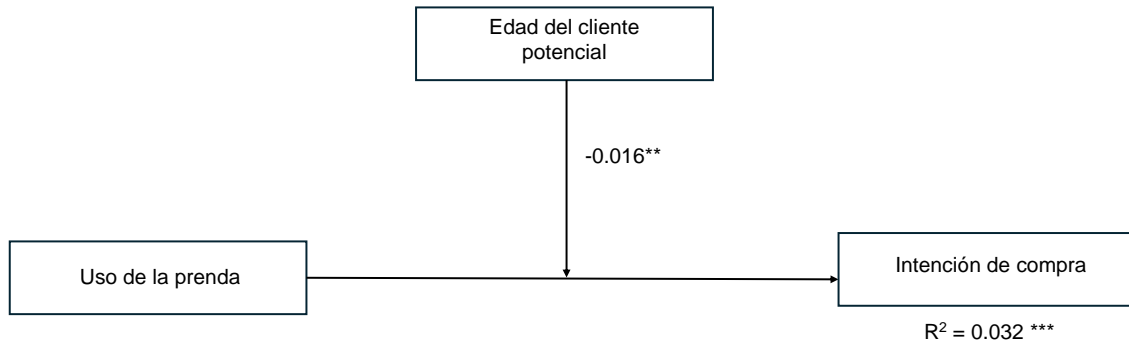 Edad del cliente
potencial
-0.016**
Uso de la prenda
Intención de compra
R² = 0.032 ***